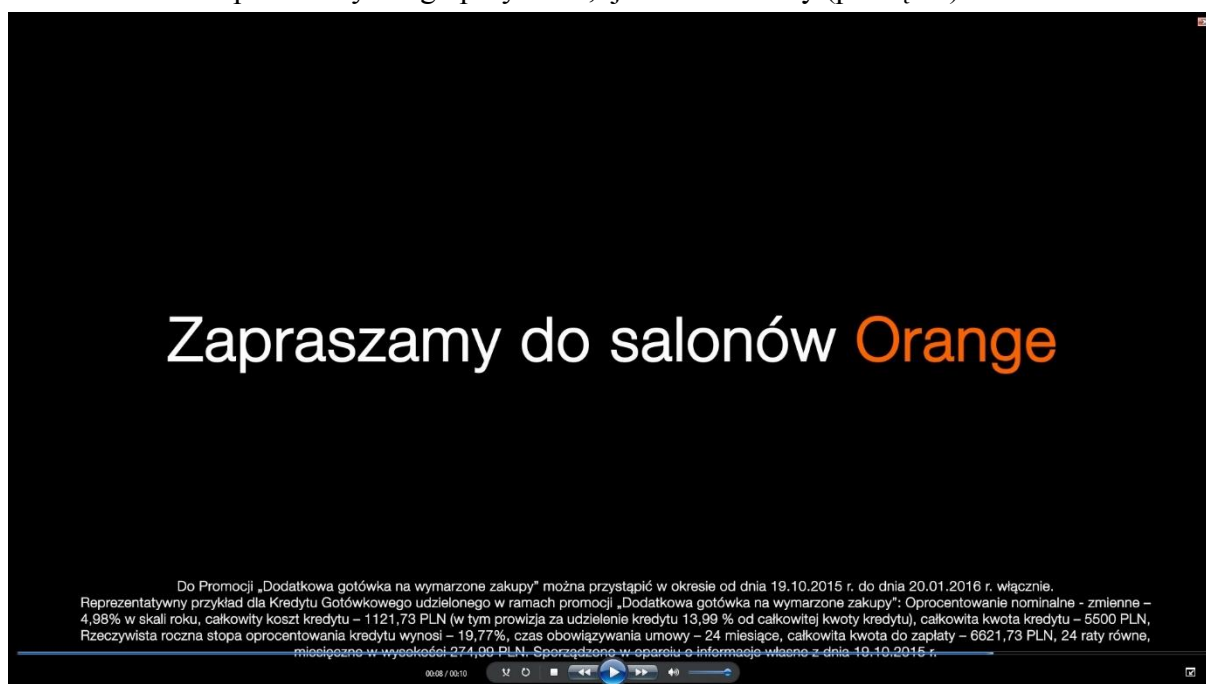 Zapraszamy do salonów Orange
Do Promocji „Dodatkowa gotówka na wymarzone zakupy” można przystąpić w okresie od dnia 19.10.2015 r. do dnia 20.01.2016 r. włącznie.
Reprezentatywny przykład dla Kredytu Gotówkowego udzielonego w ramach promocji „Dodatkowa gotówka na wymarzone zakupy”: Oprocentowanie nominalne - zmienne –
4,98% w skali roku, całkowity koszt kredytu – 1121,73 PLN (w tym prowizja za udzielenie kredytu 13,99 % od całkowitej kwoty kredytu), całkowita kwota kredytu – 5500 PLN,
Rzeczywista roczna stopa oprocentowania kredytu wynosi – 19,77%, czas obowiązywania umowy – 24 miesiące, całkowita kwota do zapłaty – 6621,73 PLN, 24 raty równe,
miesięczne w wysokości 274,99 PLN. Sporządzono w oparciu o informacje własne z dnia 19.10.2015 r.
00:08 / 00:10